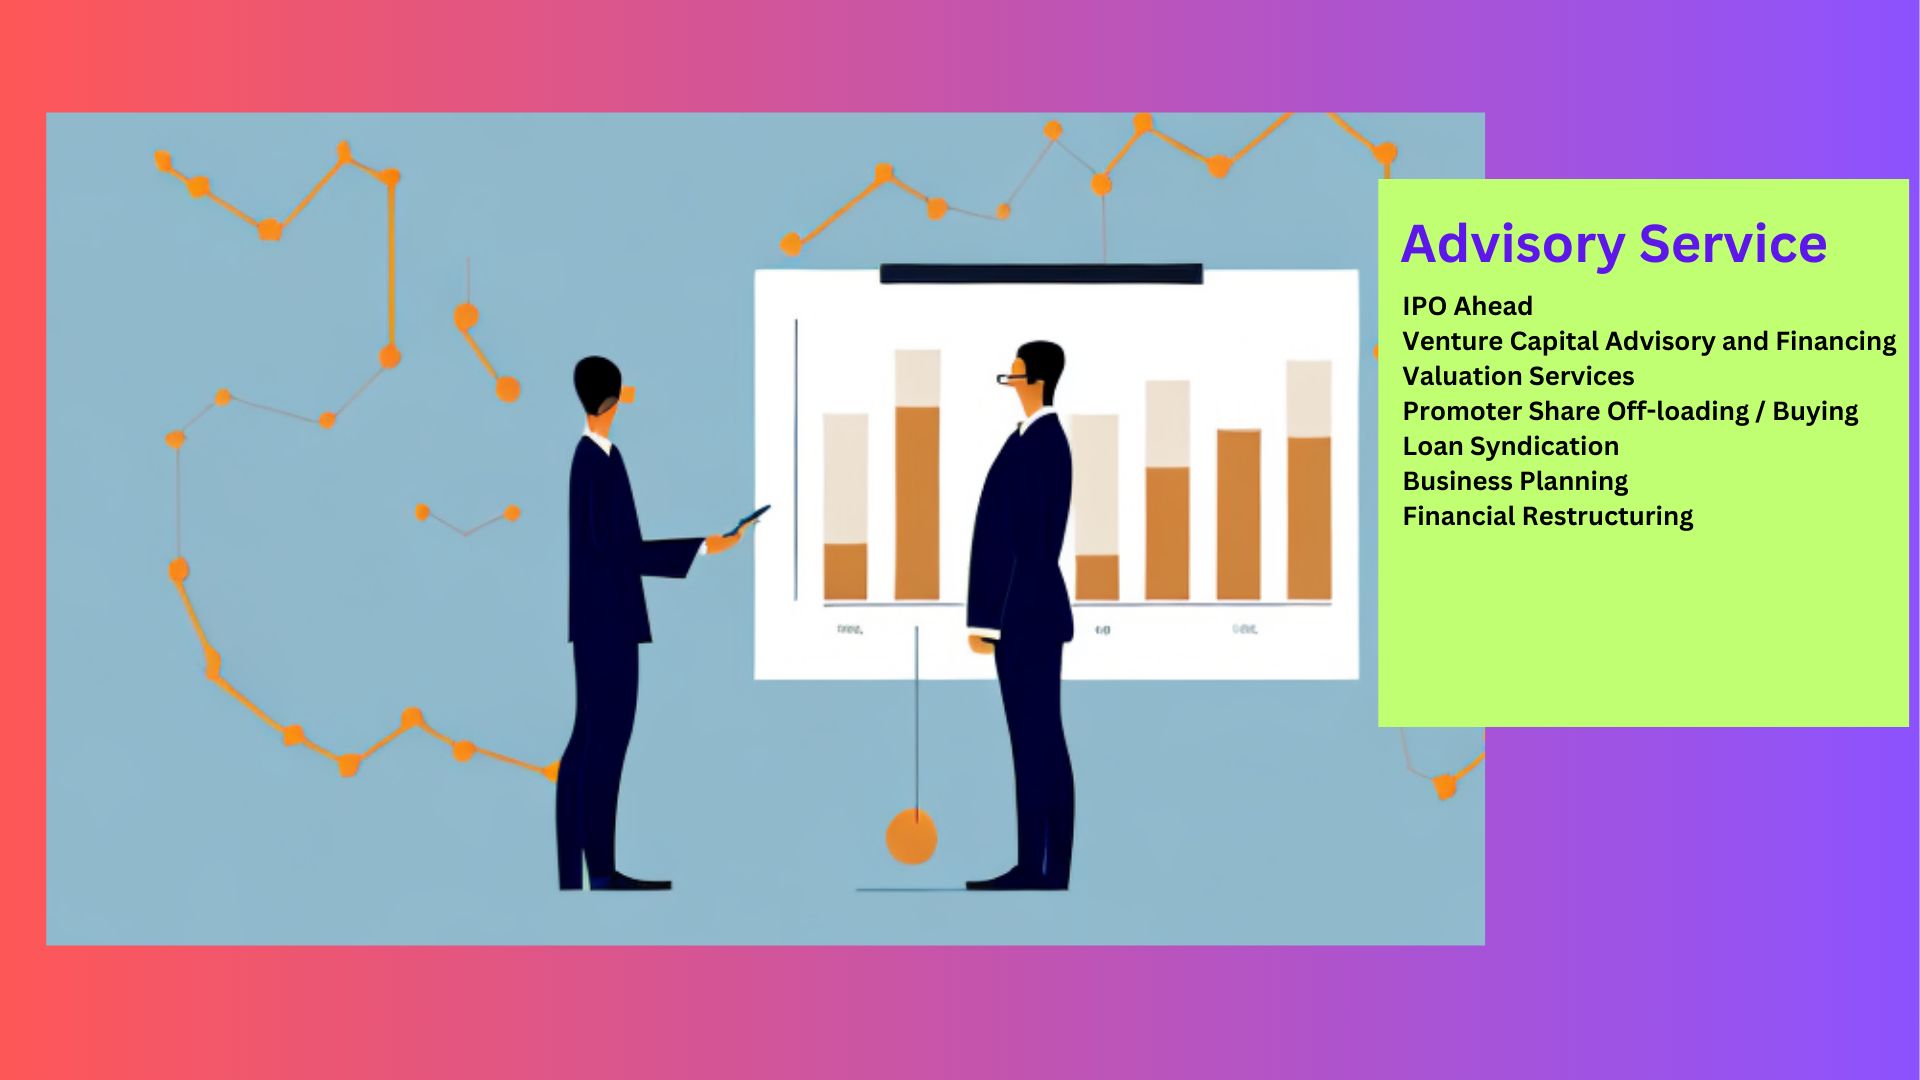 Advisory Service
IPO Ahead
Venture Capital Advisory and Financing
Valuation Services
Promoter Share Off-loading / Buying
Loan Syndication
Business Planning
Financial Restructuring